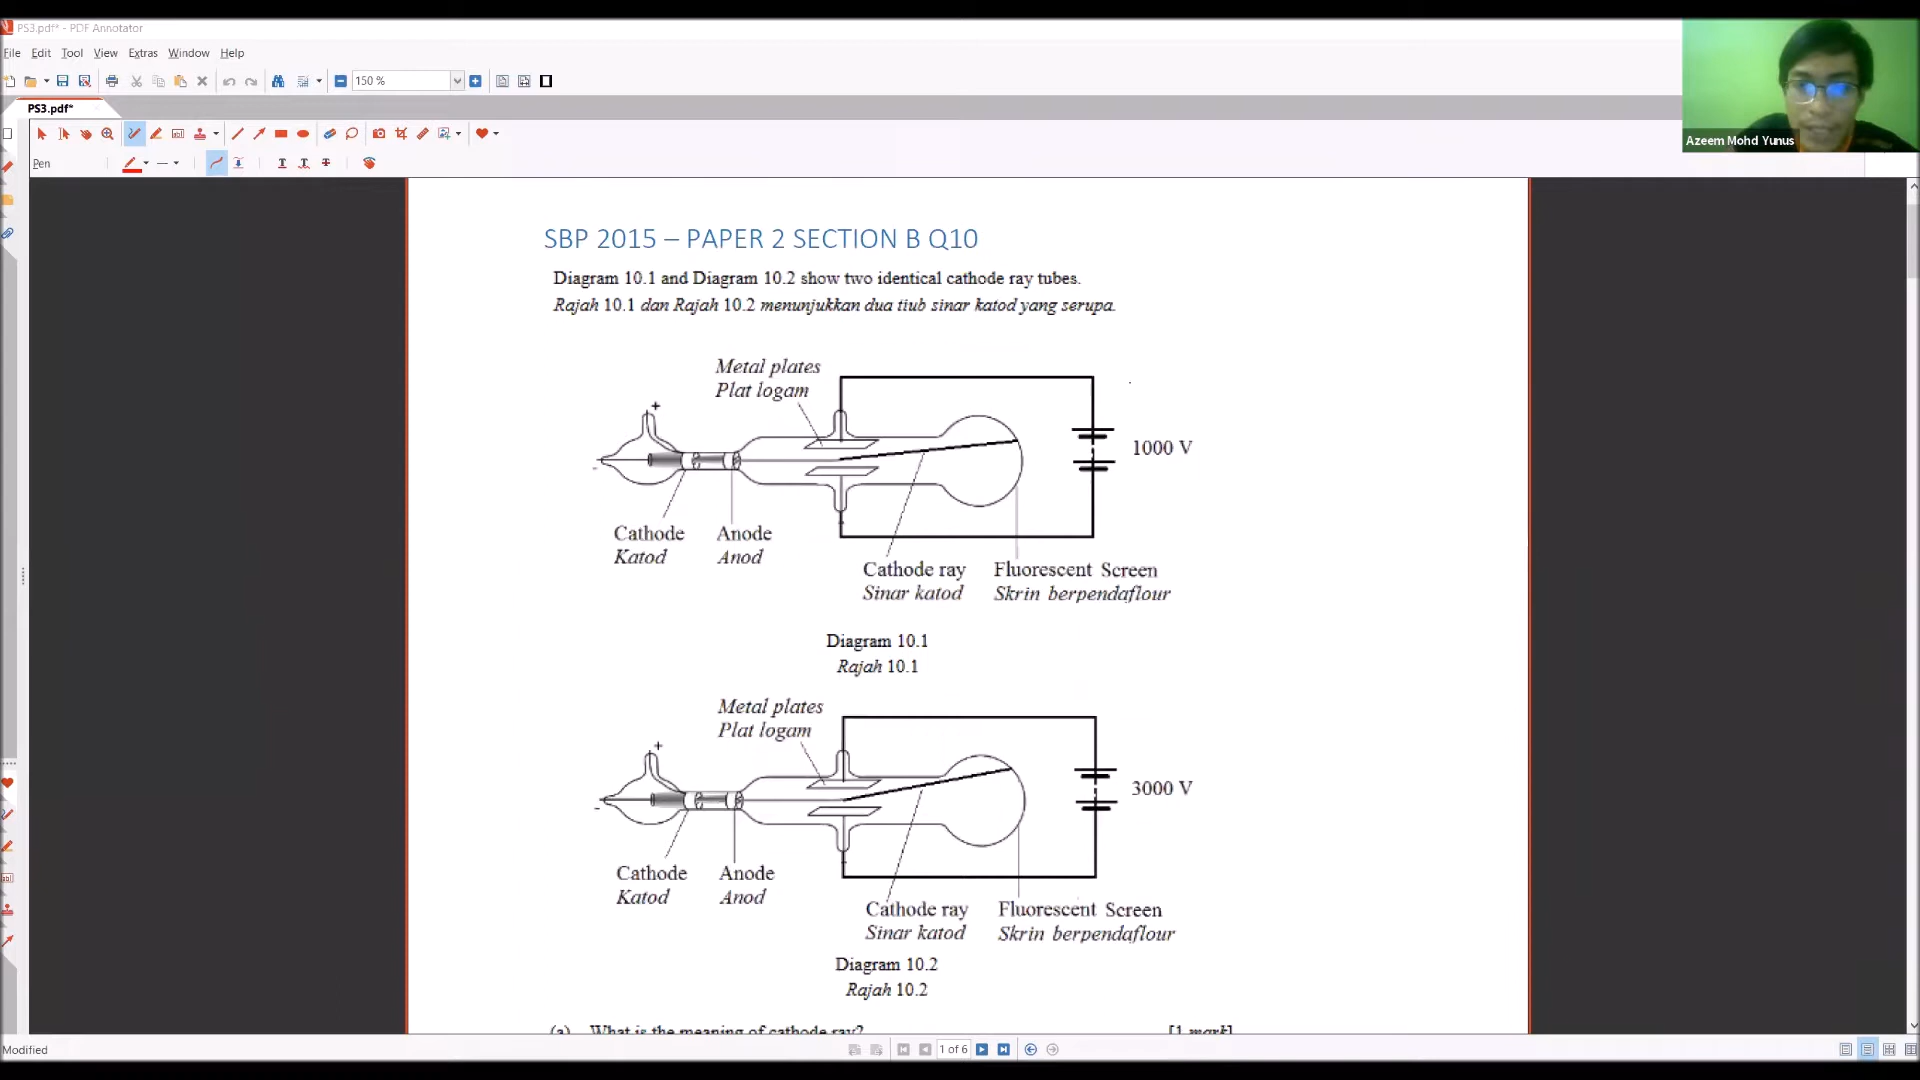 PS3.pdf* - PDF Annotator
File Edit Tool View Extras Window Help
150 %
PS3.pdf*
Pen
Azeem Mohd Yunus
SBP 2015 – PAPER 2 SECTION B Q10
Diagram 10.1 and Diagram 10.2 show two identical cathode ray tubes.
Rajah 10.1 dan Rajah 10.2 menunjukkan dua tiub sinar katod yang serupa.
Metal plates
Plat logam
+
-
1000 V
Cathode
Katod
Anode
Anod
Cathode ray
Sinar katod
Fluorescent Screen
Skrin berpendaflour
Diagram 10.1
Rajah 10.1
Metal plates
Plat logam
+
-
3000 V
Cathode
Katod
Anode
Anod
Cathode ray
Sinar katod
Fluorescent Screen
Skrin berpendaflour
Diagram 10.2
Rajah 10.2
(a) What is the meaning of cathode ray? [1 mark]
Modified
1 of 6